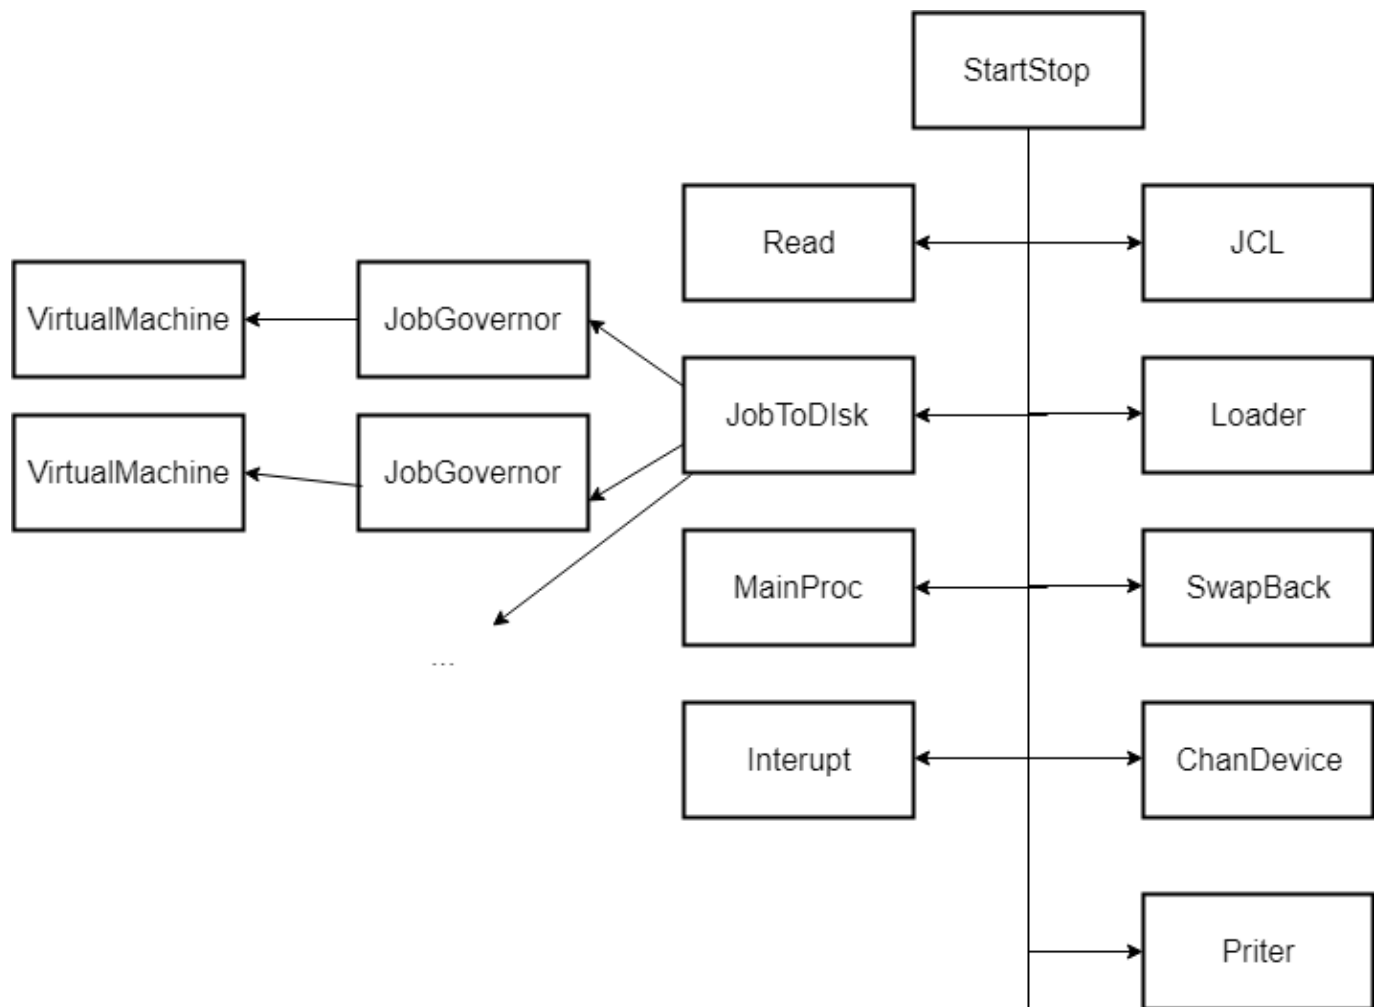 StartStop
Read
JCL
VirtualMachine
JobGovernor
JobToDIsk
Loader
VirtualMachine
JobGovernor
MainProc
SwapBack
...
Interupt
ChanDevice
Priter